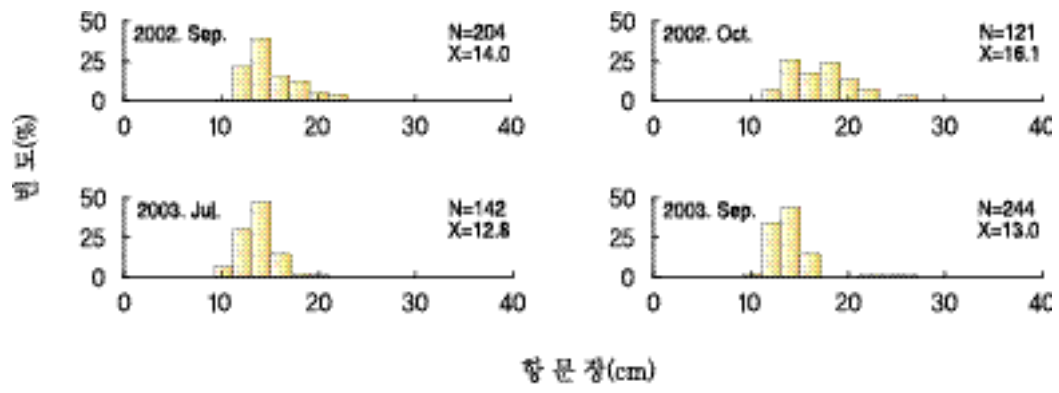 50 2002. Sep. N=204
25 X=14.0
0
0 10 20 30 40
50 2002. Oct. N=121
25 X=16.1
0
0 10 20 30 40
빈 도(%)
50 2003. Jul. N=142
25 X=12.8
0
0 10 20 30 40
50 2003. Sep. N=244
25 X=13.0
0
0 10 20 30 40
항 문 장(cm)